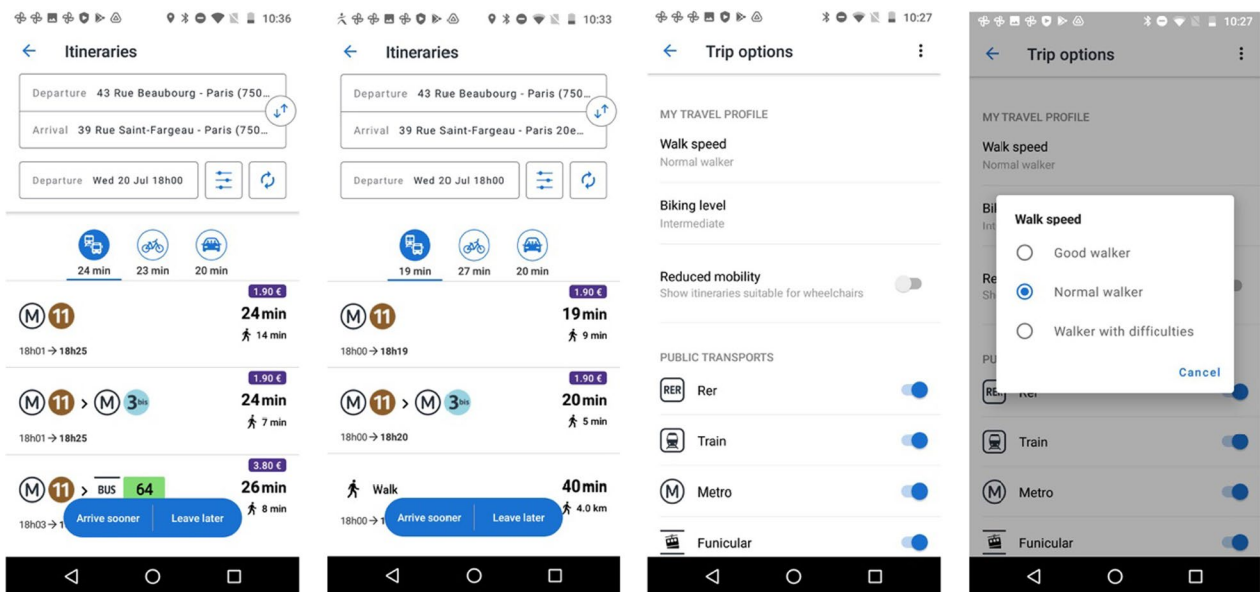 10:36
Itineraries
Departure 43 Rue Beaubourg - Paris (750...
Arrival 39 Rue Saint-Fargeau - Paris (750...
Departure Wed 20 Jul 18h00
24 min 23 min 20 min
1.90 €
M 11 24min
14 min
18h01 → 18h25
1.90 €
M 11 > M 3bis 24min
7 min
18h01 → 18h25
3.80 €
M 11 > BUS 64 26min
8 min
18h03 → 1
Arrive sooner Leave later
10:33
Itineraries
Departure 43 Rue Beaubourg - Paris (750...
Arrival 39 Rue Saint-Fargeau - Paris 20e...
Departure Wed 20 Jul 18h00
19 min 27 min 20 min
1.90 €
M 11 19min
9 min
18h00 → 18h19
1.90 €
M 11 > M 3bis 20min
5 min
18h00 → 18h20
Walk 40min
4.0 km
18h00 → 1
Arrive sooner Leave later
10:27
Trip options
MY TRAVEL PROFILE
Walk speed
Normal walker
Biking level
Intermediate
Reduced mobility
Show itineraries suitable for wheelchairs
PUBLIC TRANSPORTS
RER Rer
Train
M Metro
Funicular
10:27
Trip options
MY TRAVEL PROFILE
Walk speed
Normal walker
Bi
Int
Re
Sh
PU
RER Rer
Walk speed
Good walker
Normal walker
Walker with difficulties
Cancel
Train
M Metro
Funicular